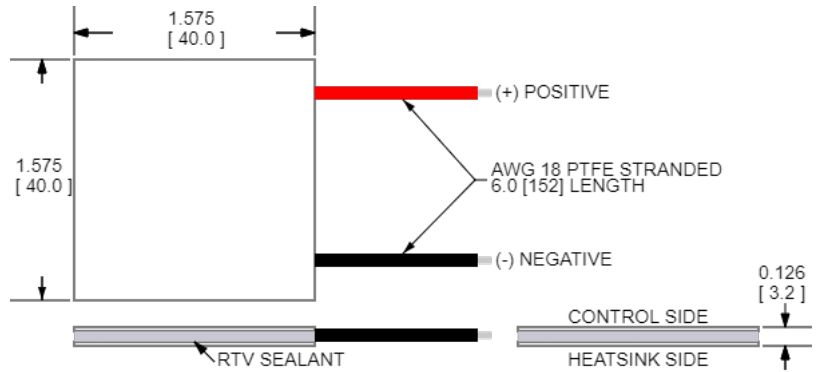 1.575
[ 40.0 ]
(+) POSITIVE
1.575
[ 40.0 ]
AWG 18 PTFE STRANDED
6.0 [152] LENGTH
(-) NEGATIVE
0.126
[ 3.2 ]
CONTROL SIDE
RTV SEALANT
HEATSINK SIDE